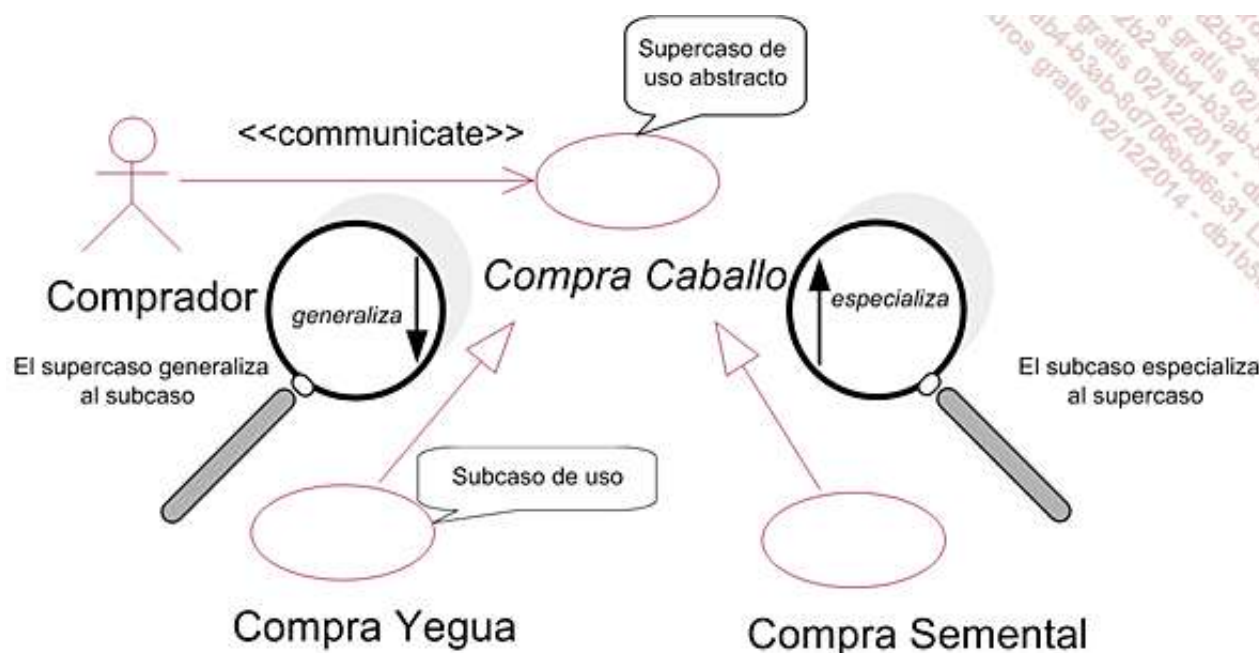 Supercaso de
uso abstracto
<<communicate>>
Comprador
generaliza
Compra Caballo
especializa
El supercaso generaliza
al subcaso
El subcaso especializa
al supercaso
Subcaso de uso
Compra Yegua
Compra Semental